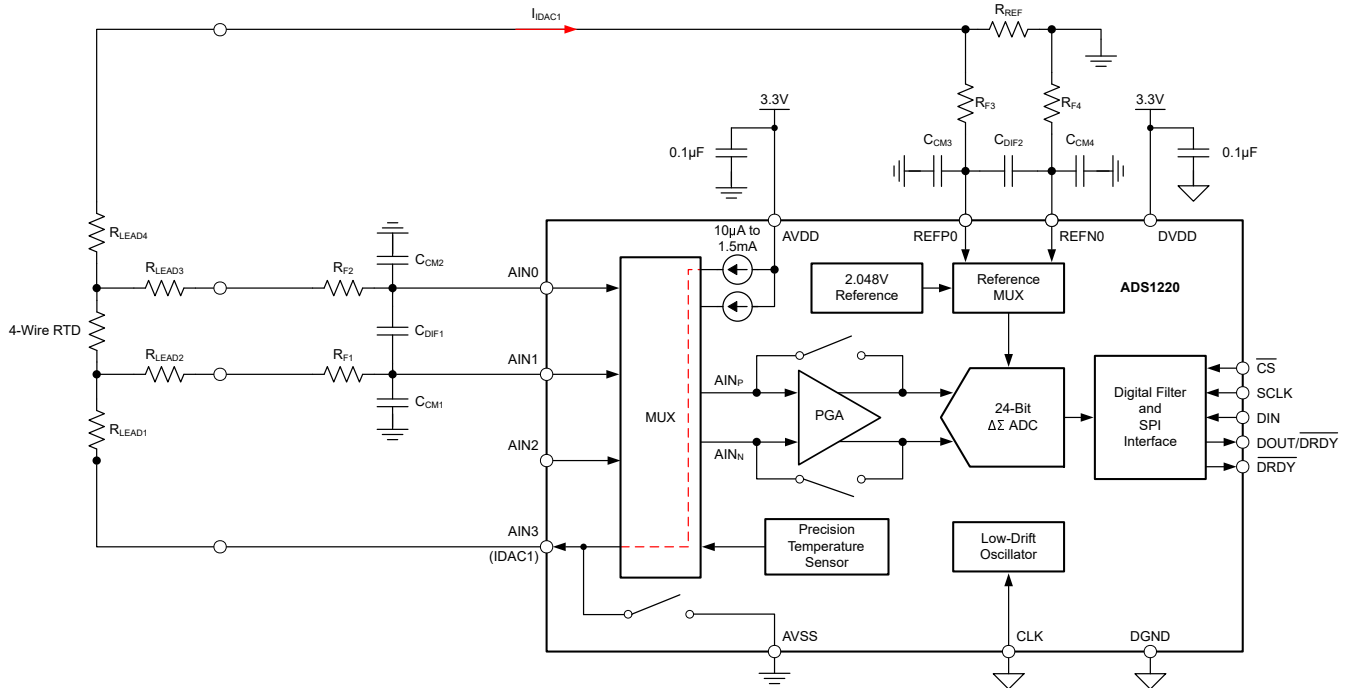 I_IDAC1
R_REF
3.3V
R_F3
R_F4
3.3V
0.1µF
C_CM3
C_DIF2
C_CM4
0.1µF
R_LEAD4
C_CM2
10µA to
1.5mA
AVDD
REFP0
REFN0
DVDD
R_LEAD3
R_F2
AIN0
2.048V
Reference
Reference
MUX
ADS1220
4-Wire RTD
C_DIF1
R_LEAD2
R_F1
AIN1
C_CM1
AIN_P
MUX
PGA
AIN_N
24-Bit
ΔΣ ADC
Digital Filter
and
SPI
Interface
C̅S̅
SCLK
DIN
DOUT/D̅R̅D̅Y̅
D̅R̅D̅Y̅
R_LEAD1
AIN2
AIN3
(IDAC1)
Precision
Temperature
Sensor
Low-Drift
Oscillator
AVSS
CLK
DGND